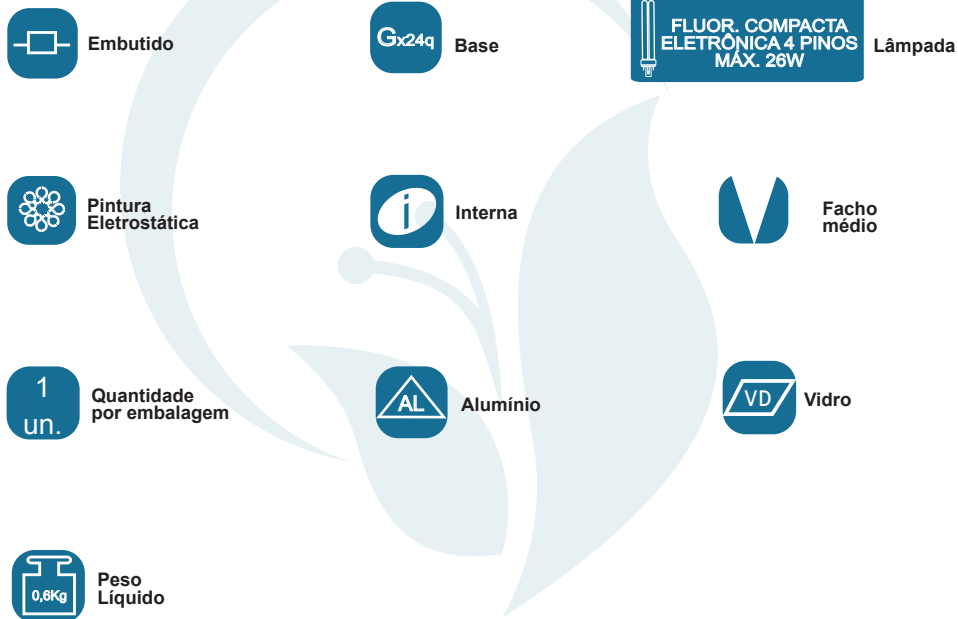 Embutido
Gx24q
Base
FLUOR. COMPACTA
ELETRÔNICA 4 PINOS
MÁX. 26W
Lâmpada
Pintura
Eletrostática
i
Interna
Facho
médio
1
un.
Quantidade
por embalagem
AL
Alumínio
VD
Vidro
0,6Kg
Peso
Líquido